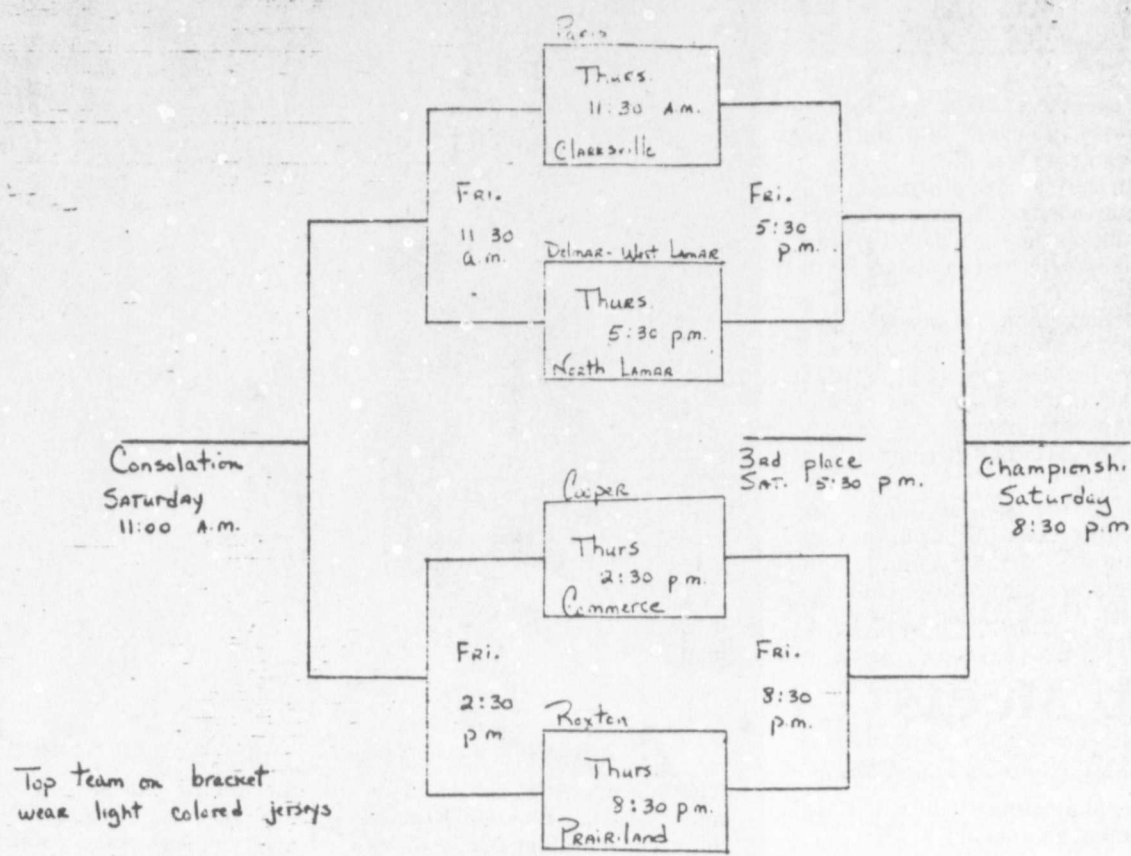 Paris
Thurs.
11:30 A.m.
Clarksville
Fri.
11 30
a.m.
Fri.
5:30
p.m.
Delmar - West Lamar
Thurs.
5:30 p.m.
North Lamar
Consolation
Saturday
11:00 A.m.
3rd place
Sat. 5:30 p.m.
Championsh.
Saturday
8:30 p.m
Cooper
Thurs
2:30 p.m.
Commerce
Fri.
2:30
p m
Fri.
8:30
p.m.
Roxton
Thurs
8:30 p.m.
Prairiland
Top team on bracket
wear light colored jerseys